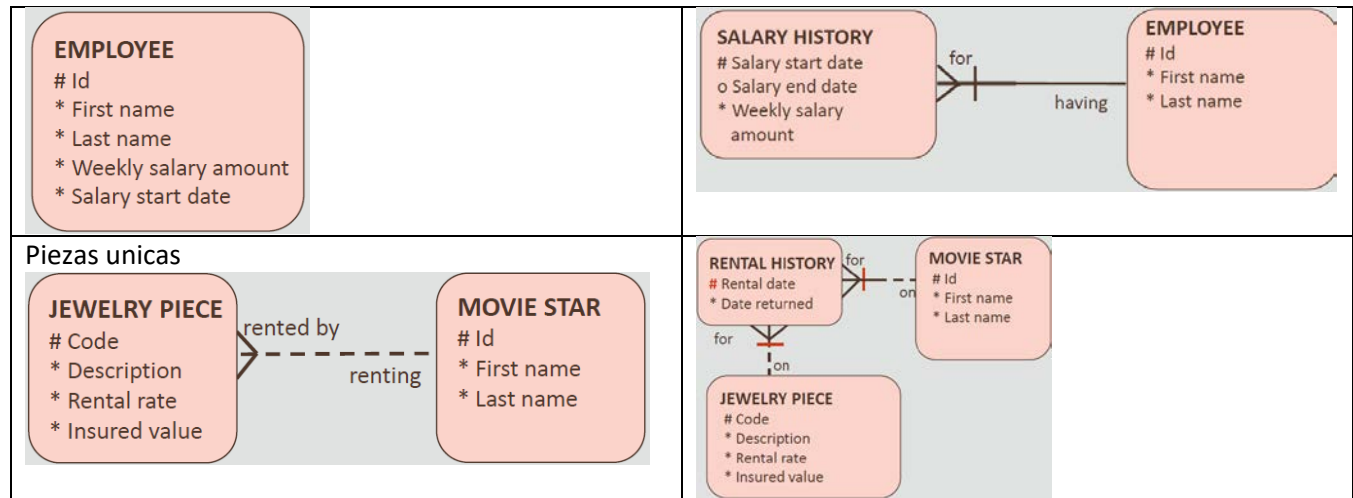 EMPLOYEE
# Id
* First name
* Last name
* Weekly salary amount
* Salary start date
SALARY HISTORY
# Salary start date
o Salary end date
* Weekly salary
amount
for
having
EMPLOYEE
# Id
* First name
* Last name
Piezas unicas
JEWELRY PIECE
# Code
* Description
* Rental rate
* Insured value
rented by
renting
MOVIE STAR
# Id
* First name
* Last name
RENTAL HISTORY
# Rental date
* Date returned
for
on
MOVIE STAR
# Id
* First name
* Last name
for
on
JEWELRY PIECE
# Code
* Description
* Rental rate
* Insured value